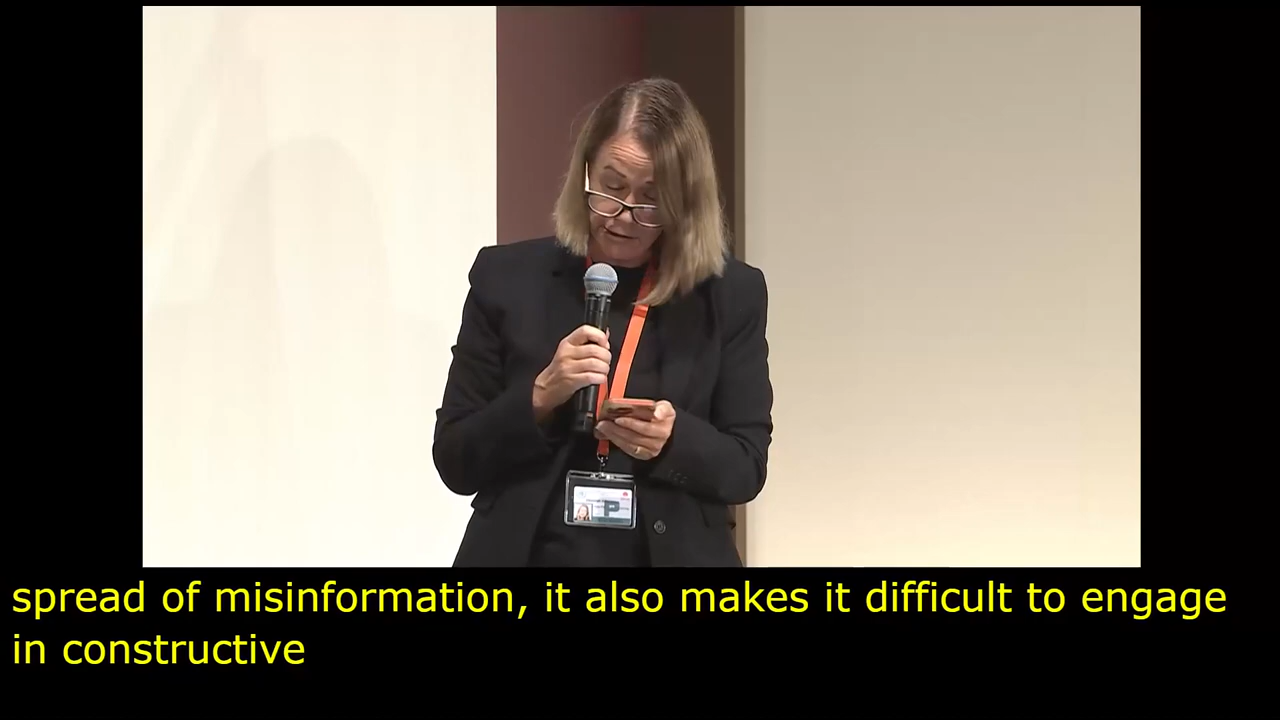 P
spread of misinformation, it also makes it difficult to engage
in constructive